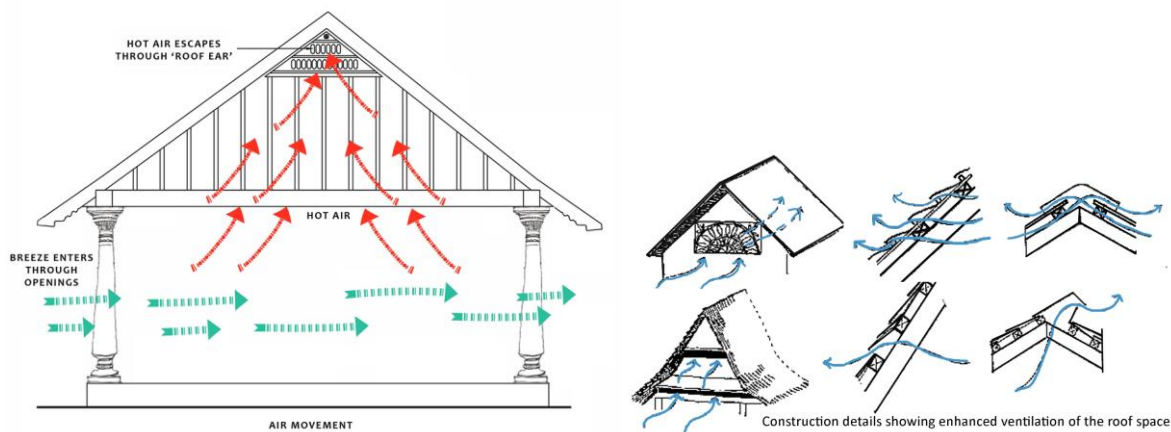 HOT AIR ESCAPES
THROUGH ‘ROOF EAR’
HOT AIR
BREEZE ENTERS
THROUGH
OPENINGS
AIR MOVEMENT
Construction details showing enhanced ventilation of the roof space